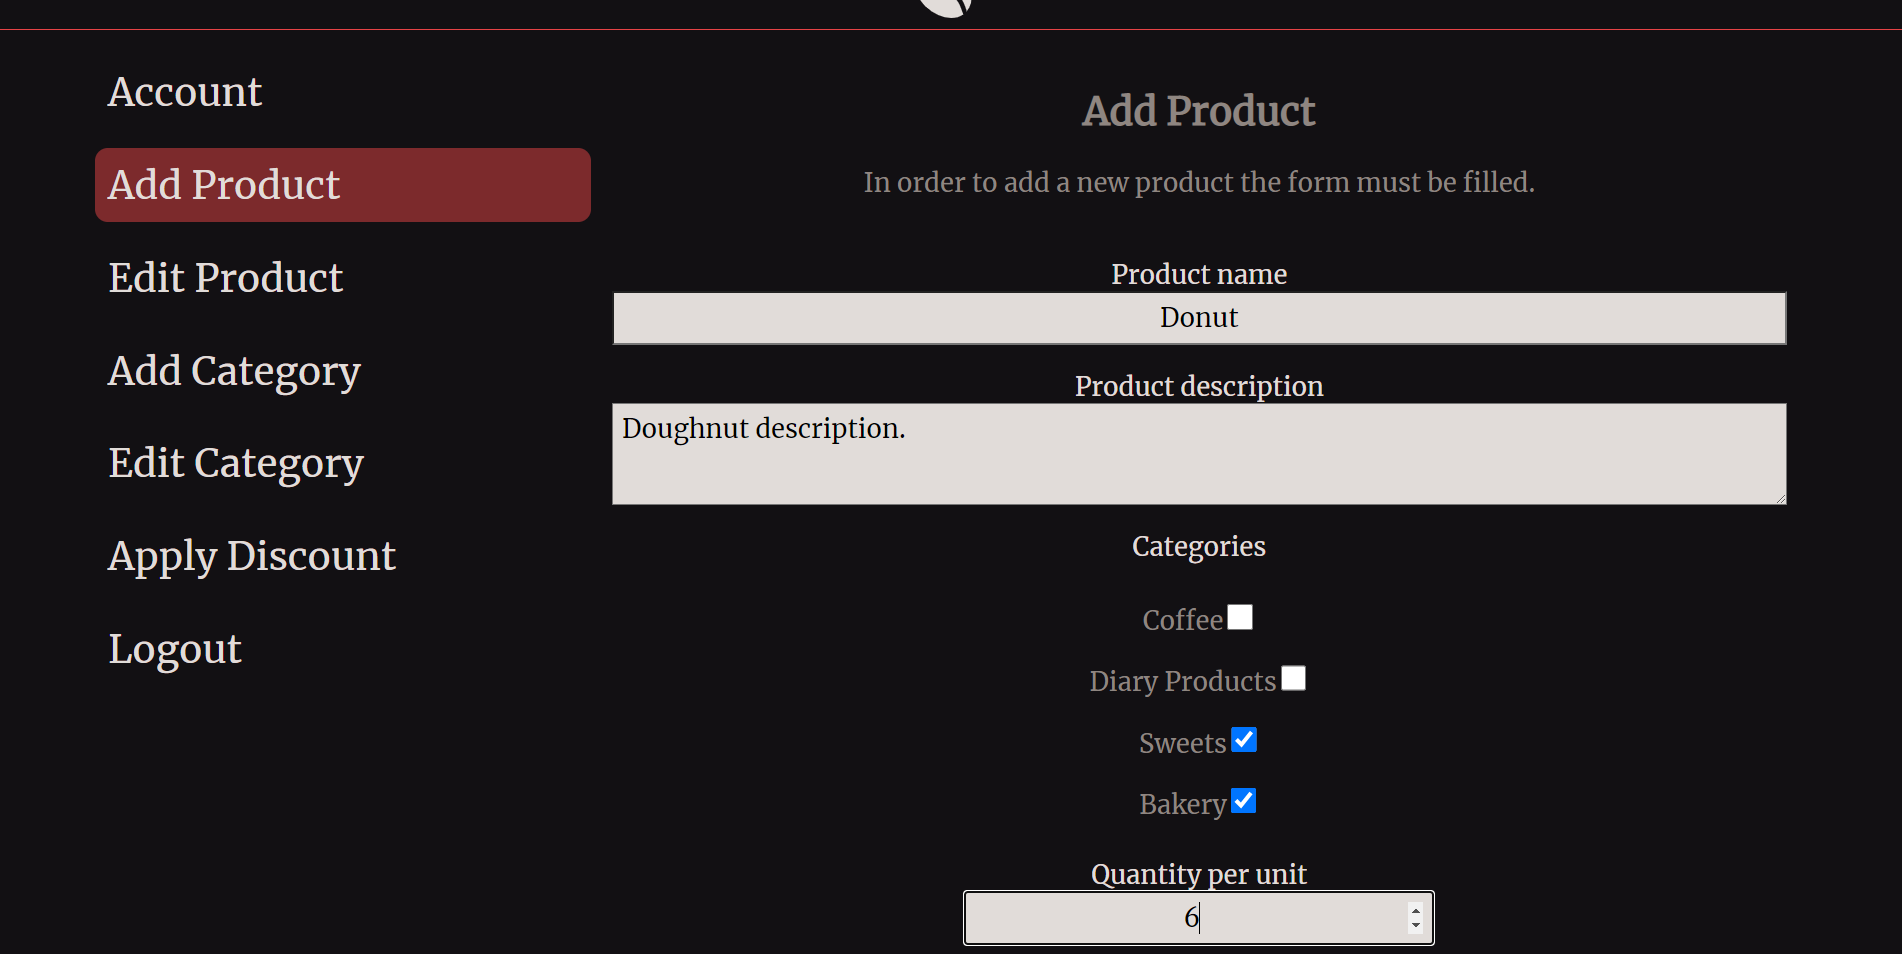 Account
Add Product
Edit Product
Add Category
Edit Category
Apply Discount
Logout
Add Product
In order to add a new product the form must be filled.
Product name
Donut
Product description
Doughnut description.
Categories
Coffee
Diary Products
Sweets
Bakery
Quantity per unit
6